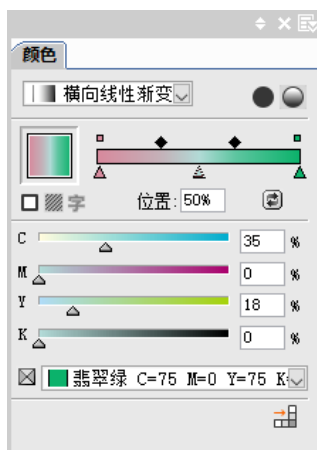 颜色
横向线性渐变
字 位置: 50%
C 35 %
M 0 %
Y 18 %
K 0 %
翡翠绿 C=75 M=0 Y=75 K